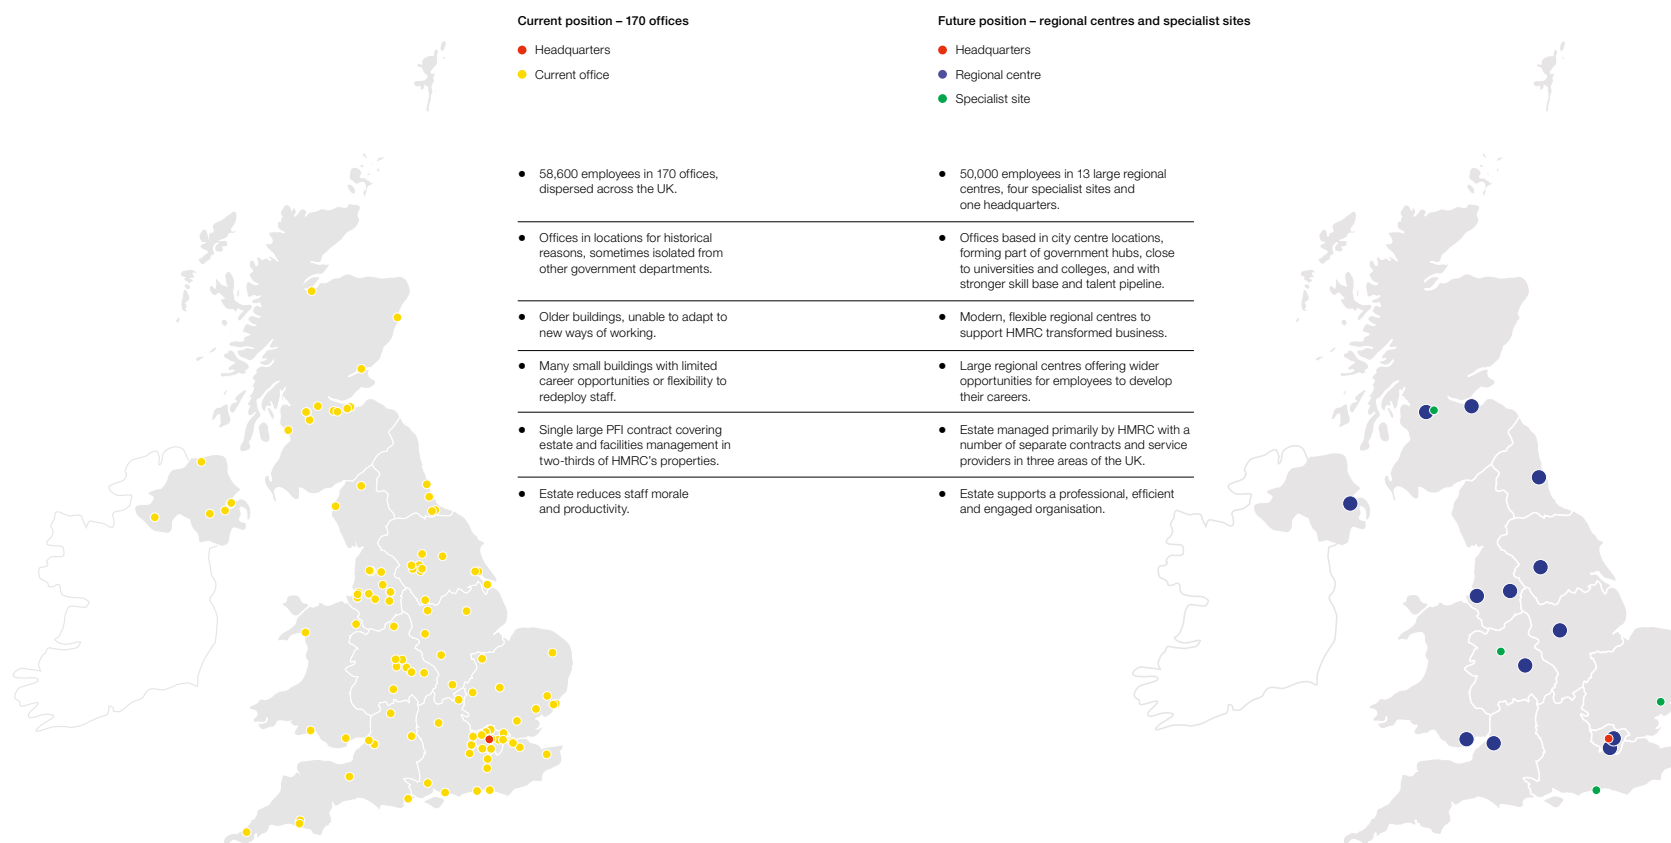 Current position – 170 offices
Headquarters
Current office
Future position – regional centres and specialist sites
Headquarters
Regional centre
Specialist site
58,600 employees in 170 offices,
dispersed across the UK.
50,000 employees in 13 large regional
centres, four specialist sites and
one headquarters.
Offices in locations for historical
reasons, sometimes isolated from
other government departments.
Offices based in city centre locations,
forming part of government hubs, close
to universities and colleges, and with
stronger skill base and talent pipeline.
Older buildings, unable to adapt to
new ways of working.
Modern, flexible regional centres to
support HMRC transformed business.
Many small buildings with limited
career opportunities or flexibility to
redeploy staff.
Large regional centres offering wider
opportunities for employees to develop
their careers.
Single large PFI contract covering
estate and facilities management in
two-thirds of HMRC's properties.
Estate managed primarily by HMRC with a
number of separate contracts and service
providers in three areas of the UK.
Estate reduces staff morale
and productivity.
Estate supports a professional, efficient
and engaged organisation.